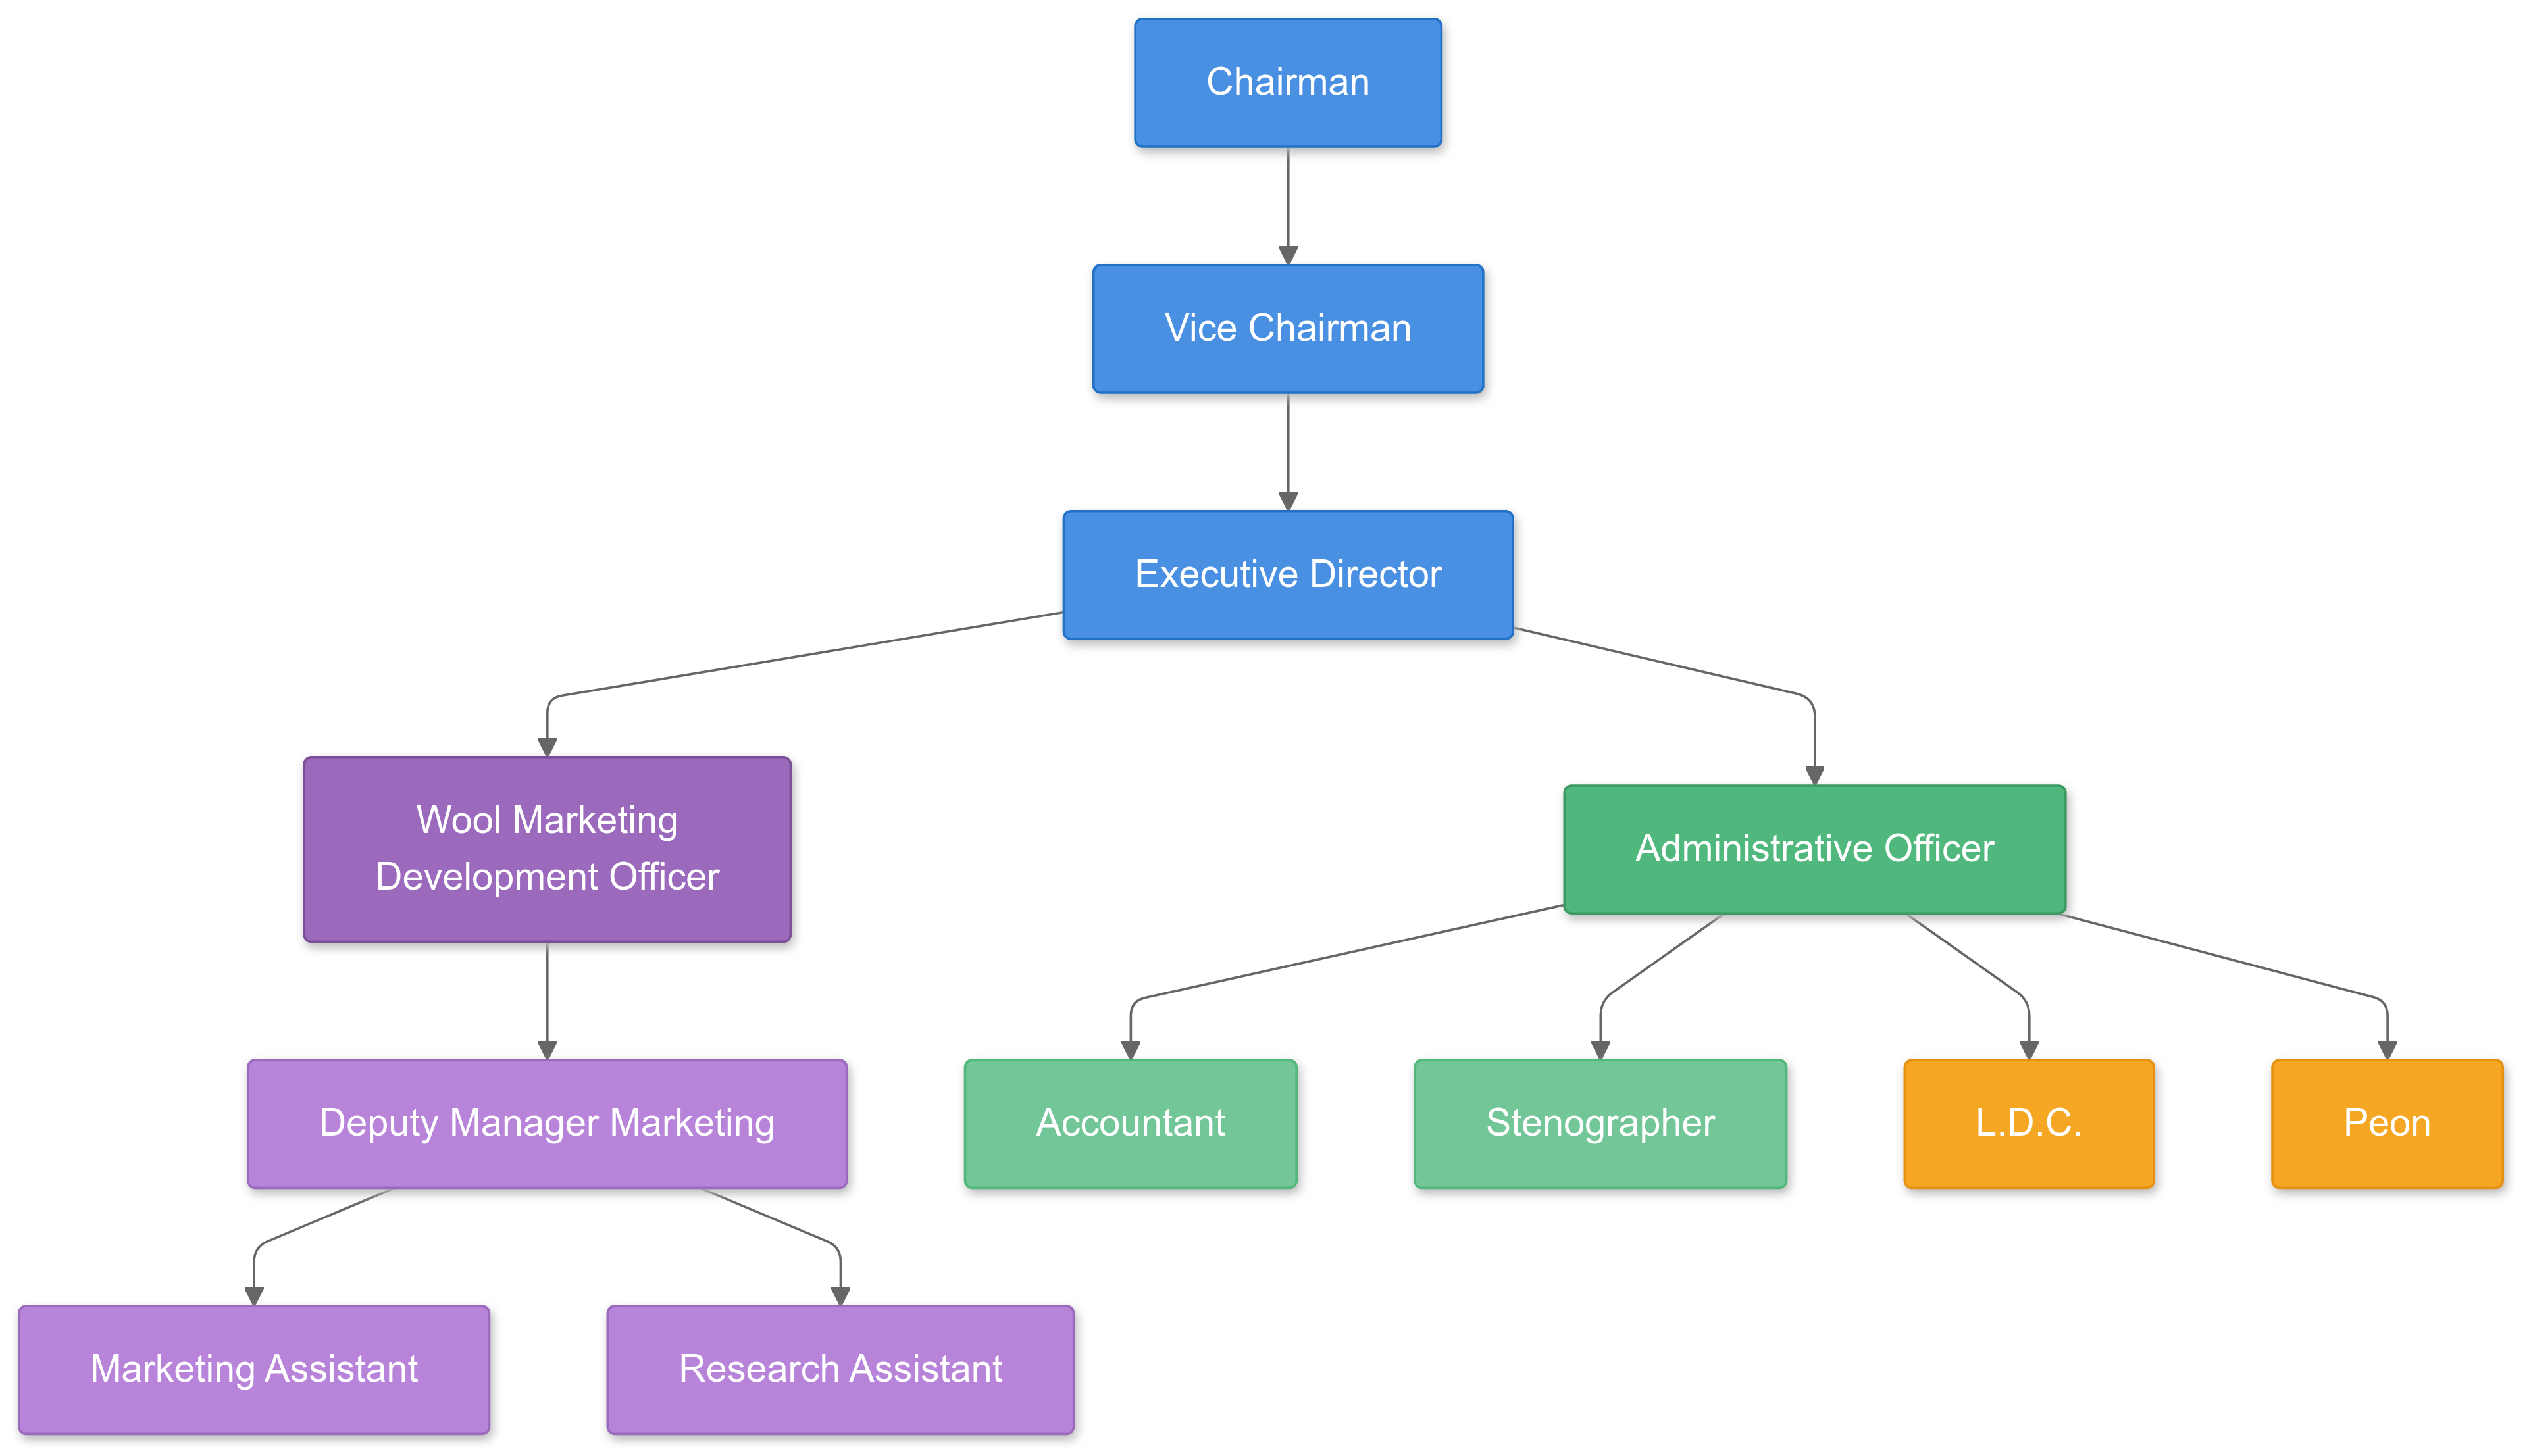 Chairman
Vice Chairman
Executive Director
Wool Marketing
Development Officer
Administrative Officer
Deputy Manager Marketing
Accountant
Stenographer
L.D.C.
Peon
Marketing Assistant
Research Assistant